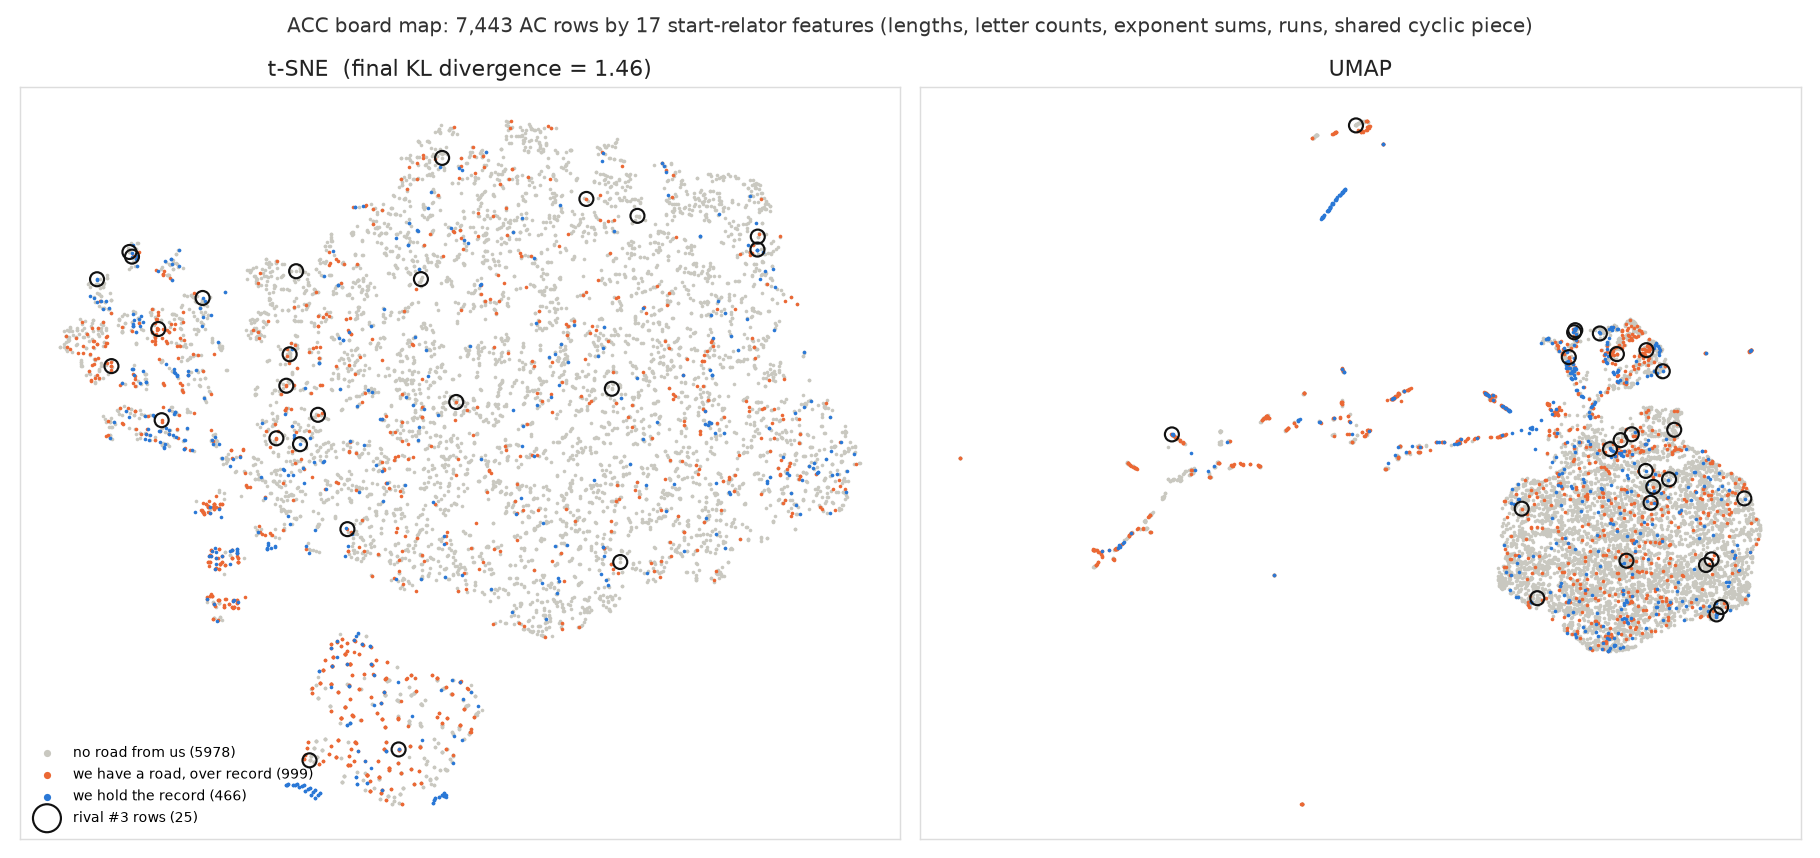 ACC board map: 7,443 AC rows by 17 start-relator features (lengths, letter counts, exponent sums, runs, shared cyclic piece)
t-SNE (final KL divergence = 1.46)
UMAP
no road from us (5978)
we have a road, over record (999)
we hold the record (466)
rival #3 rows (25)